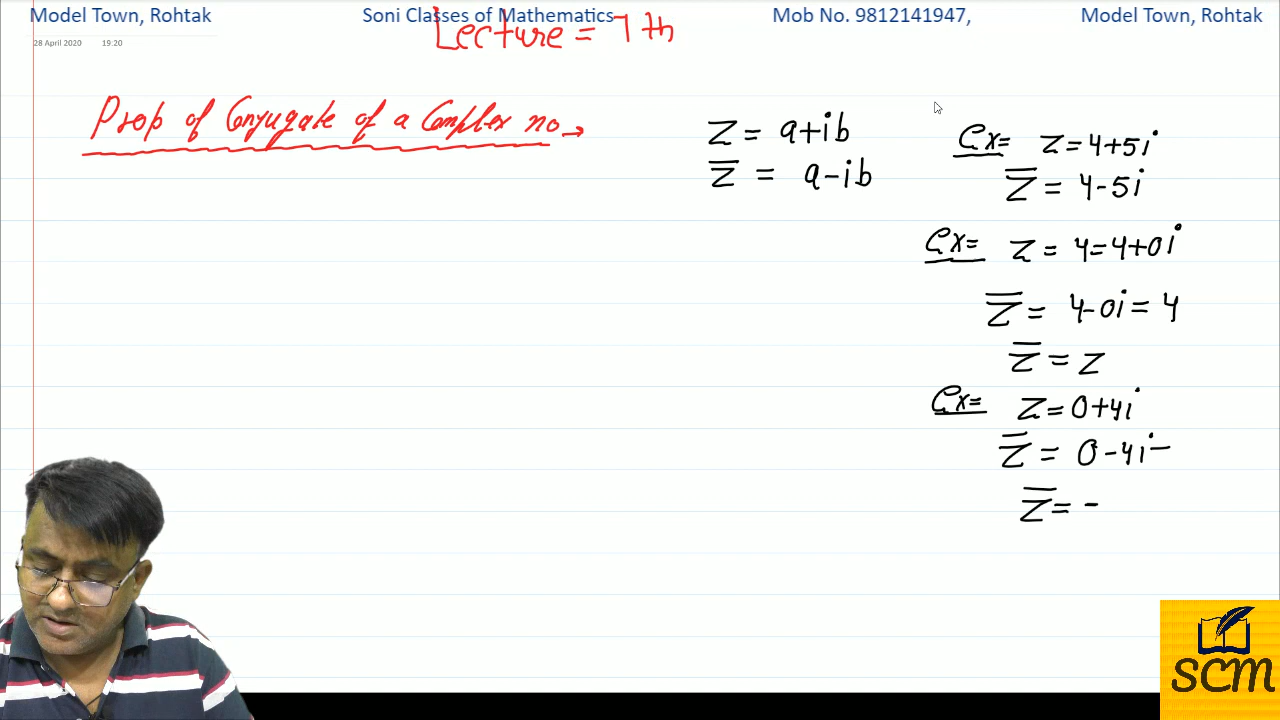 Model Town, Rohtak Soni Classes of Mathematics Mob No. 9812141947, Model Town, Rohtak
Lecture = 7th
28 April 2020 19:20
Prop of Conjugate of a Complex no →
z = a+ib
z̅ = a-ib
Ex= z=4+5i
z̅ = 4-5i
Ex= z = 4=4+0i
z̅ = 4-0i= 4
z̅ = z
Ex= z=0+4i
z̅ = 0-4i-
z̅ = -
SCM